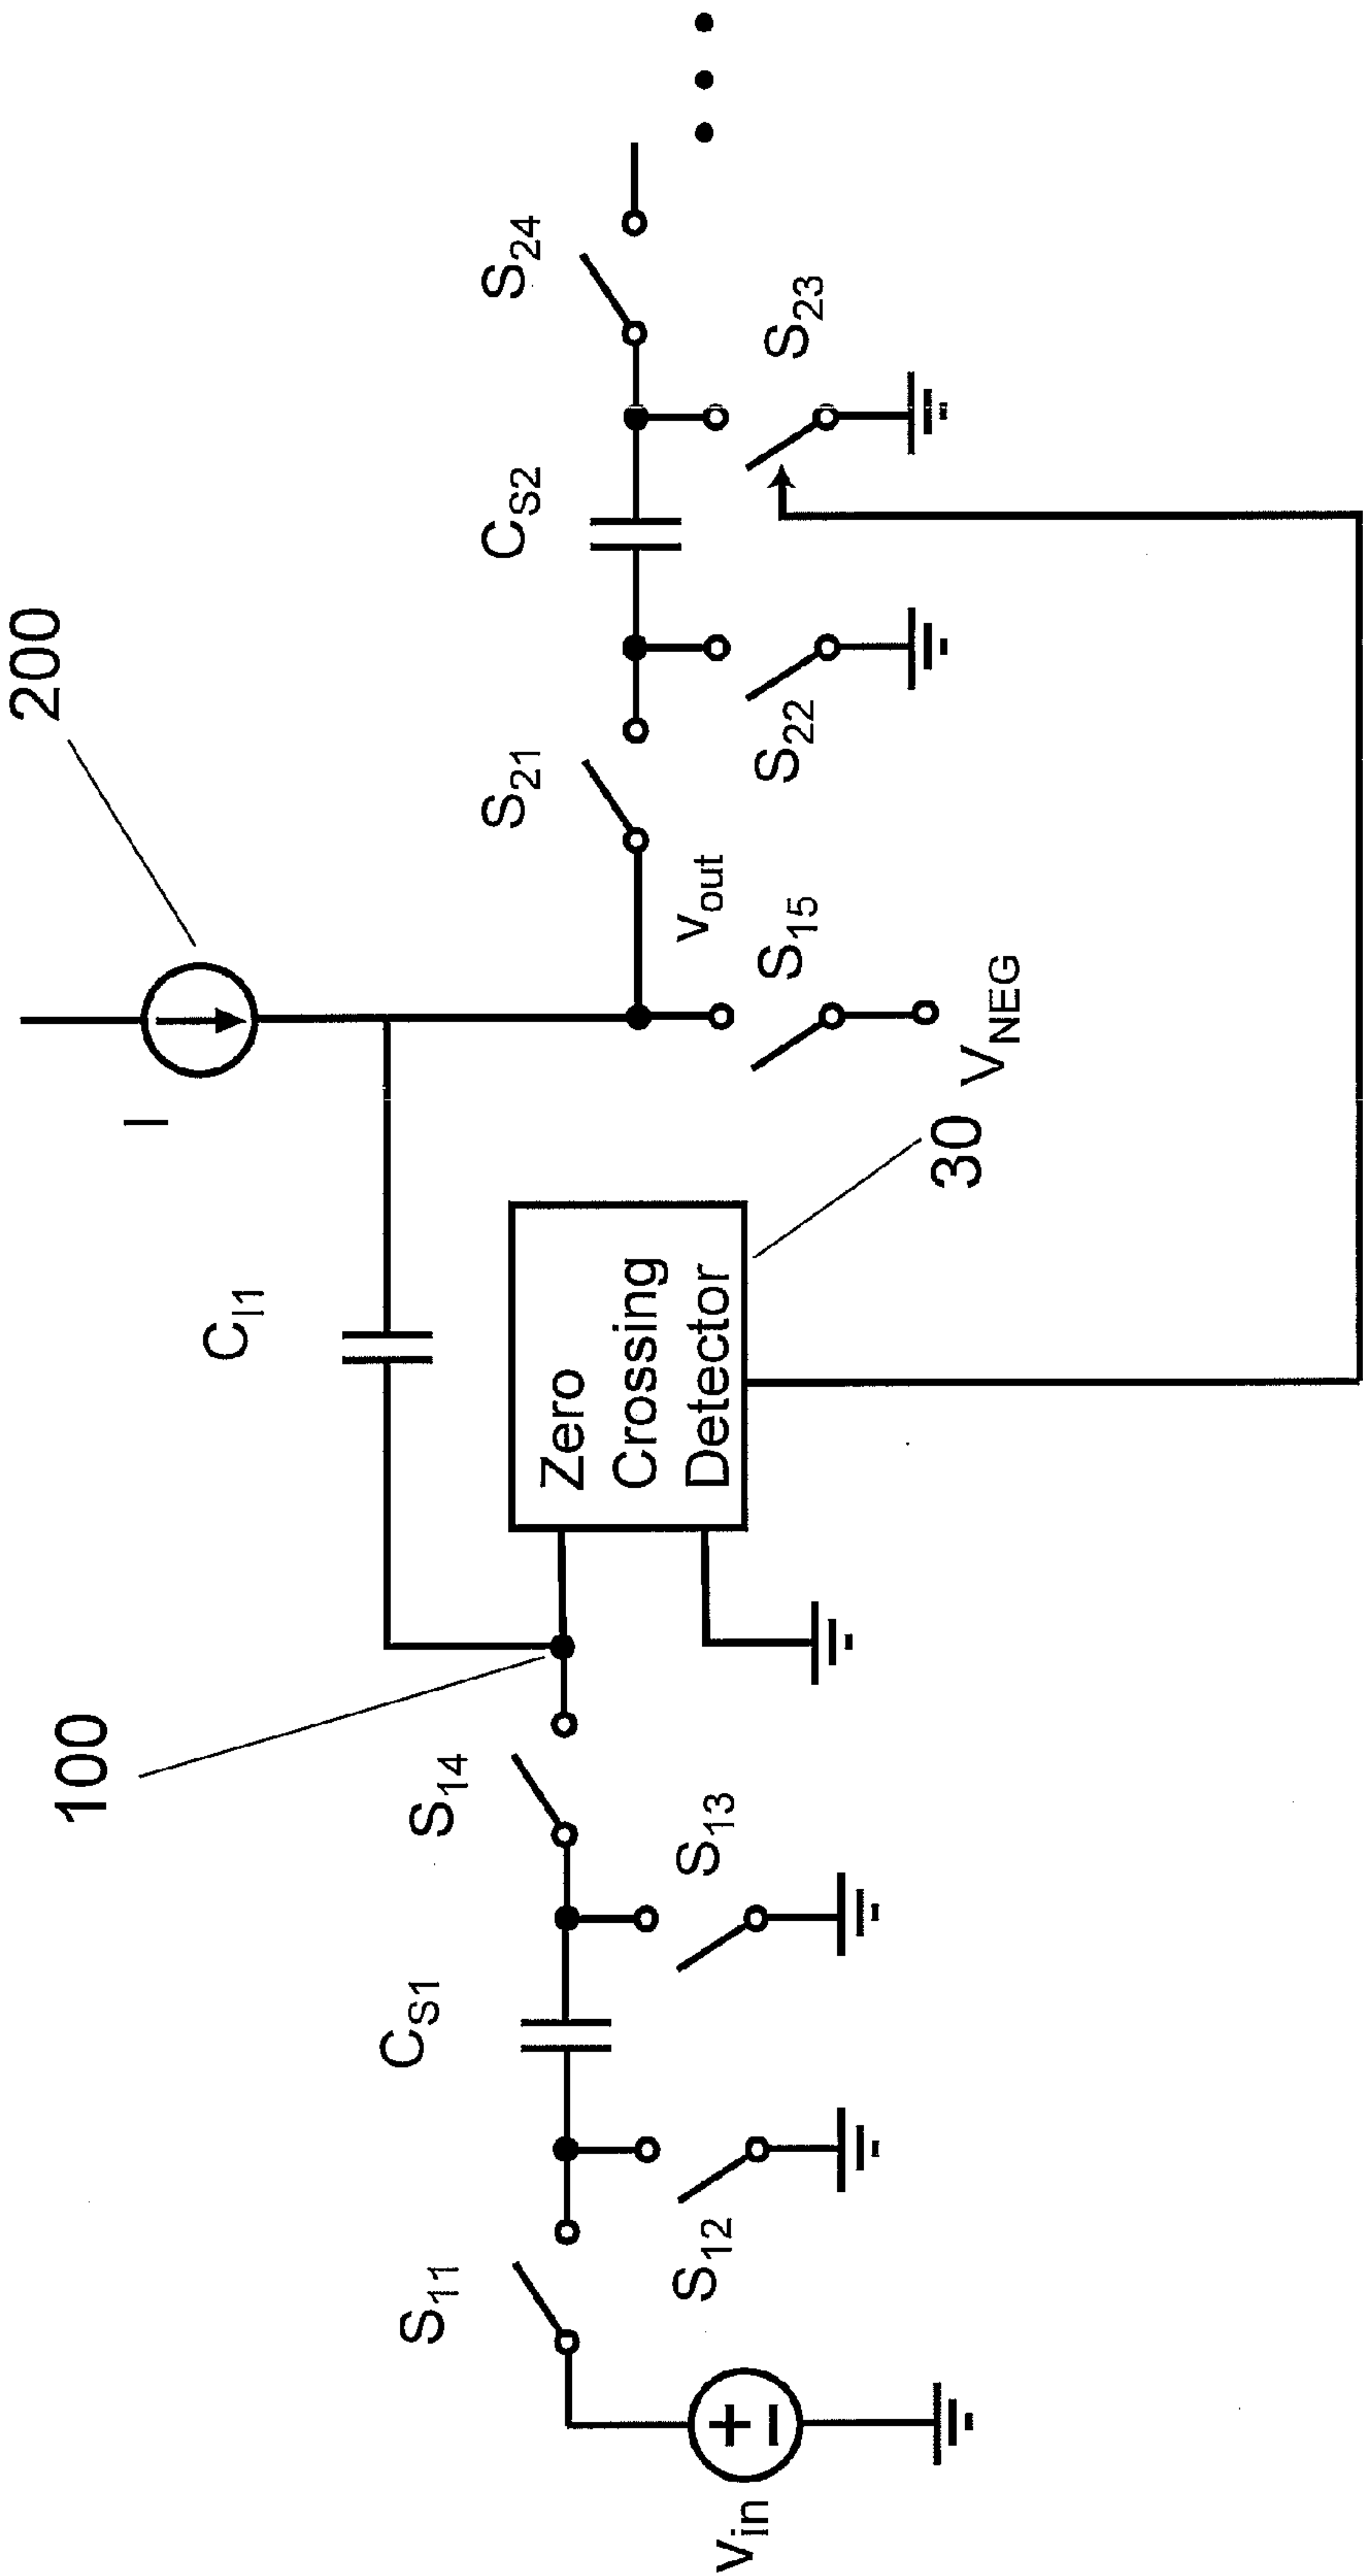 200
I
C_I1
100
S_11
C_S1
S_14
Zero
Crossing
Detector
v_out
S_21
C_S2
S_24
S_12
S_13
30
V_NEG
S_15
S_22
S_23
v_in